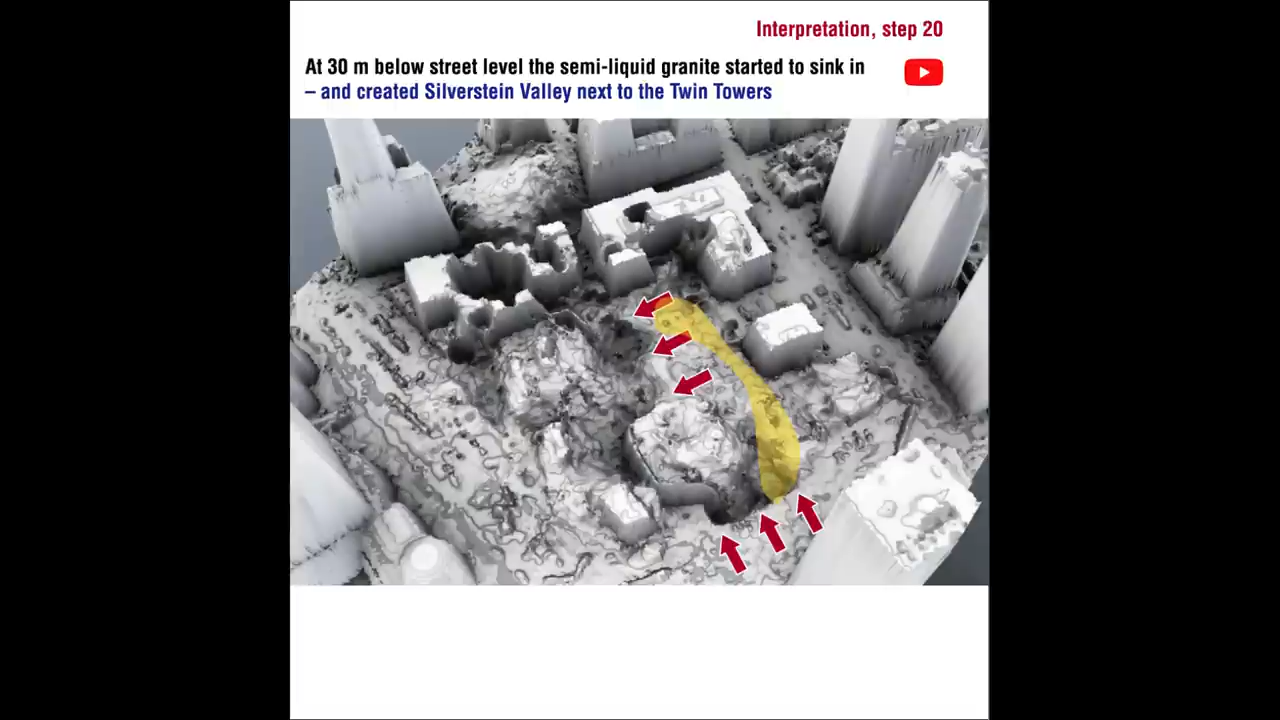 Interpretation, step 20
At 30 m below street level the semi-liquid granite started to sink in
– and created Silverstein Valley next to the Twin Towers